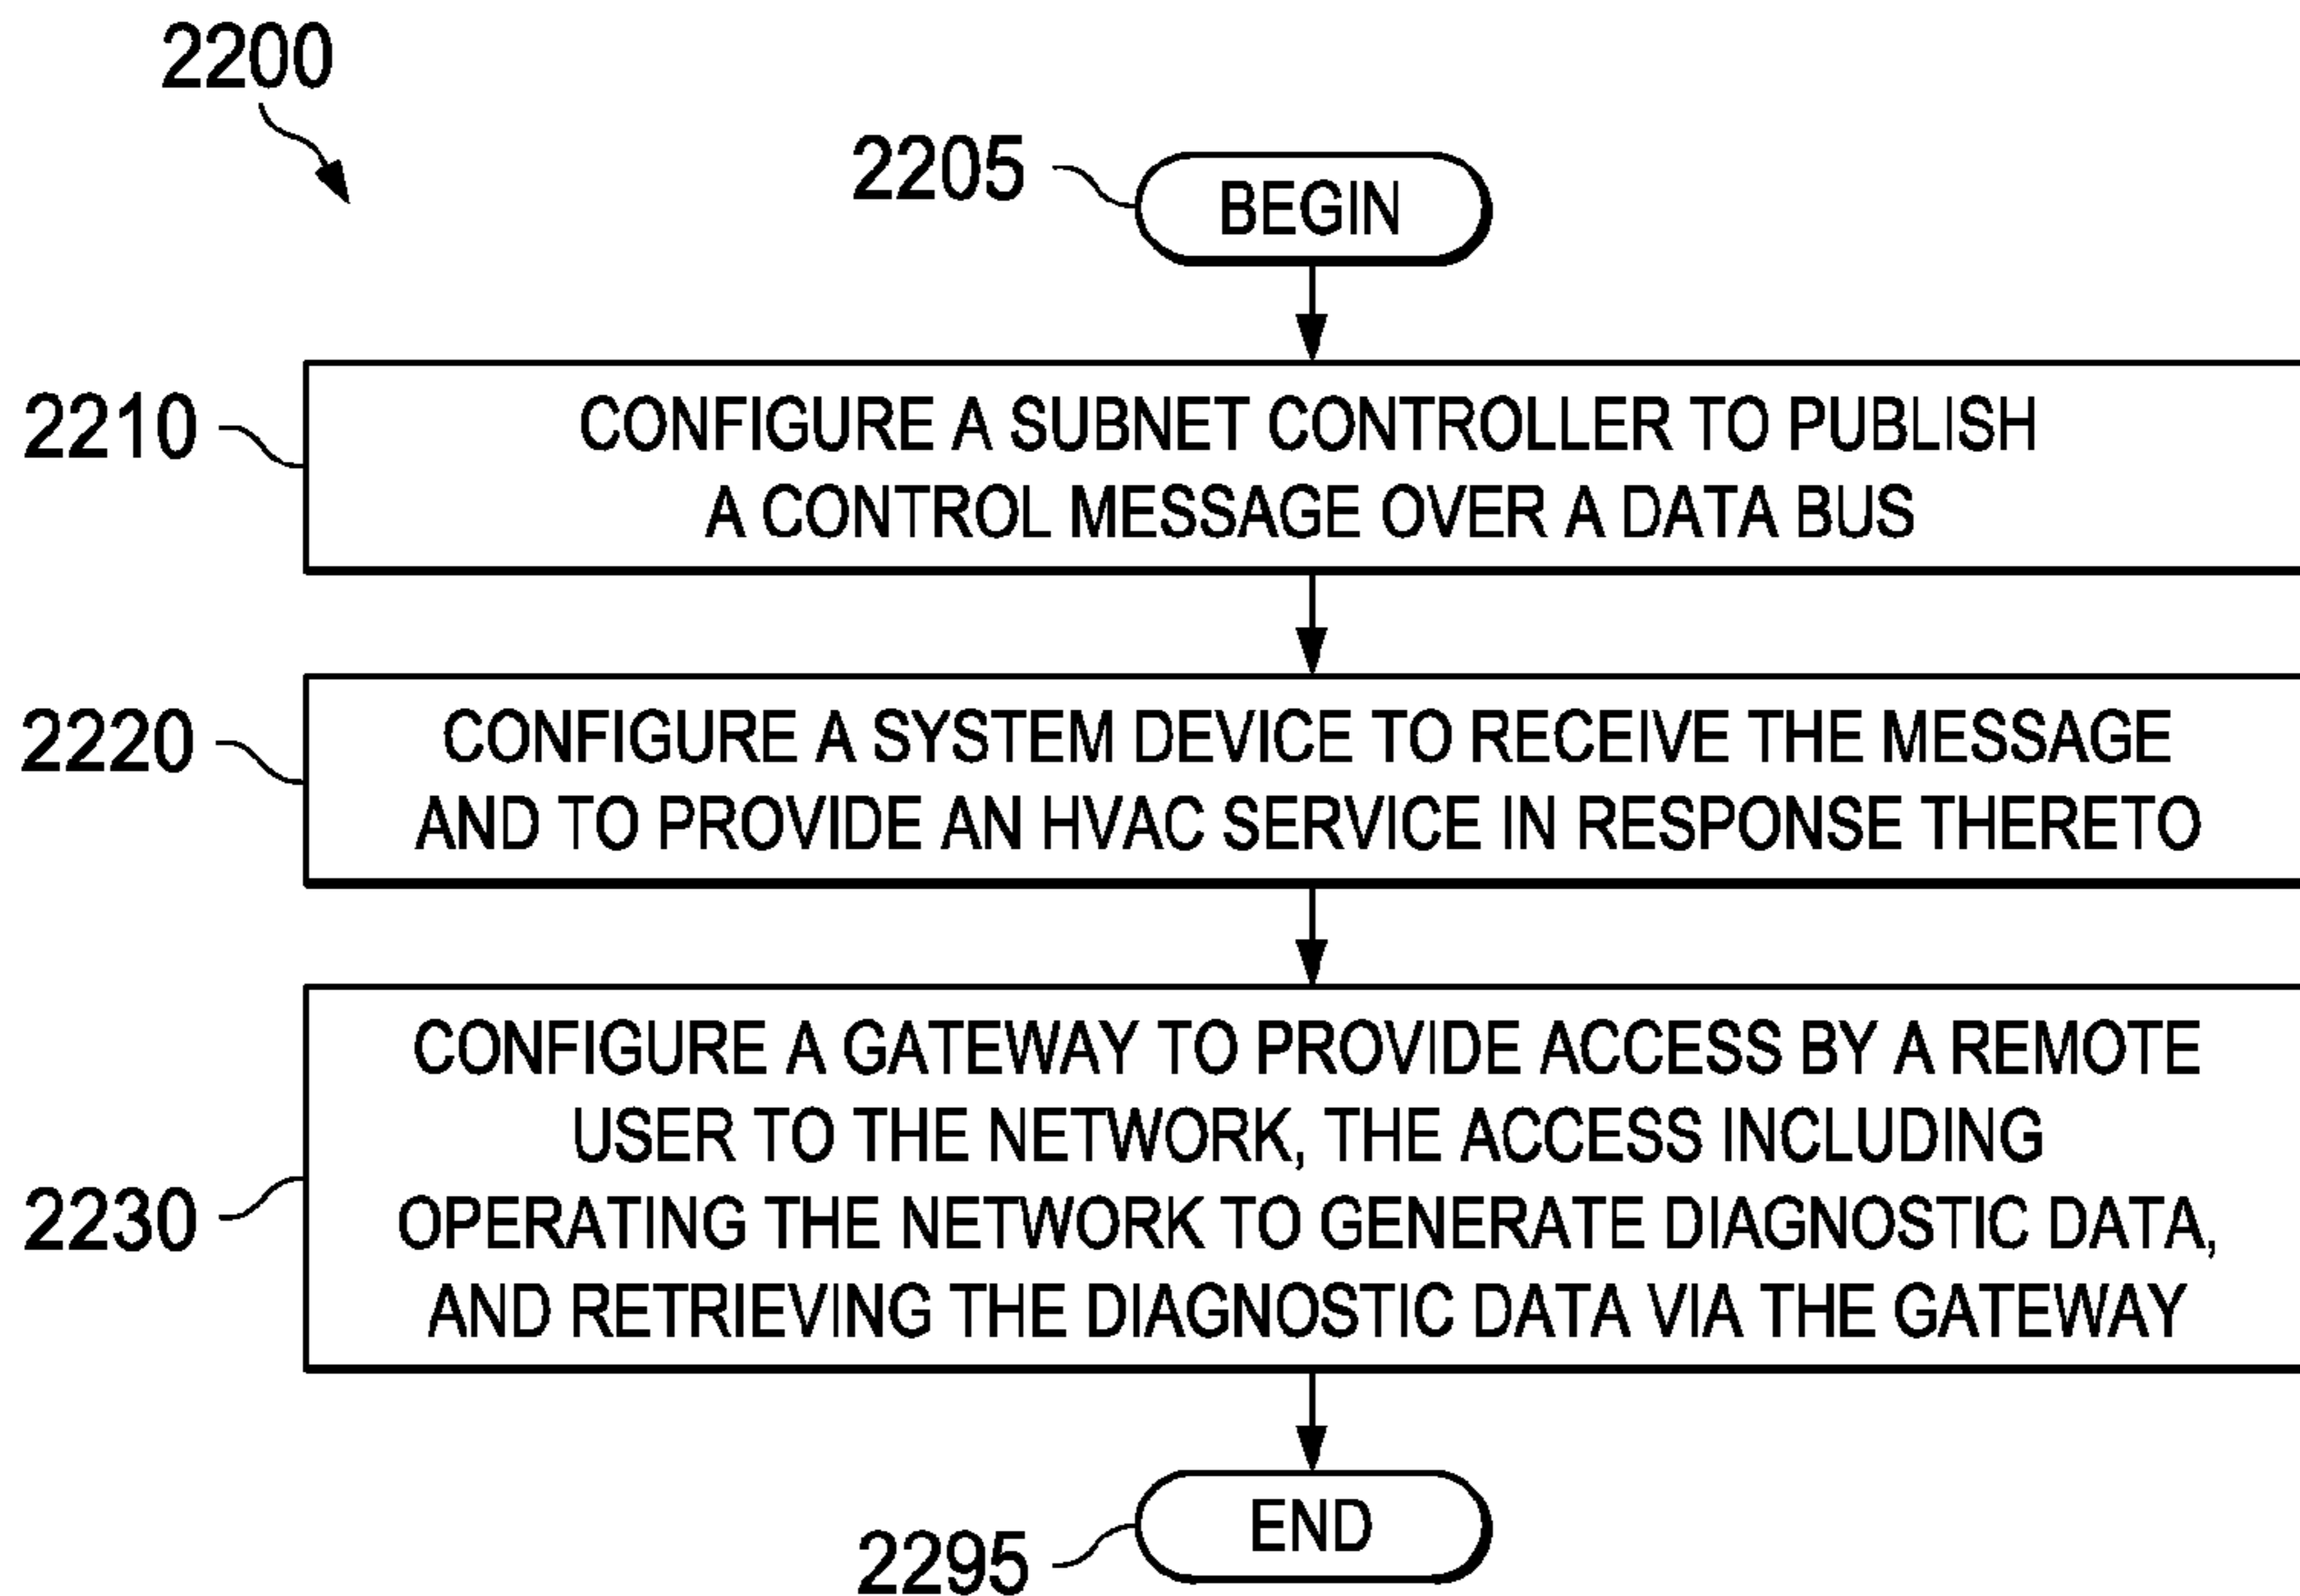 2200
2205
BEGIN
2210
CONFIGURE A SUBNET CONTROLLER TO PUBLISH
A CONTROL MESSAGE OVER A DATA BUS
2220
CONFIGURE A SYSTEM DEVICE TO RECEIVE THE MESSAGE
AND TO PROVIDE AN HVAC SERVICE IN RESPONSE THERETO
2230
CONFIGURE A GATEWAY TO PROVIDE ACCESS BY A REMOTE
USER TO THE NETWORK, THE ACCESS INCLUDING
OPERATING THE NETWORK TO GENERATE DIAGNOSTIC DATA,
AND RETRIEVING THE DIAGNOSTIC DATA VIA THE GATEWAY
2295
END